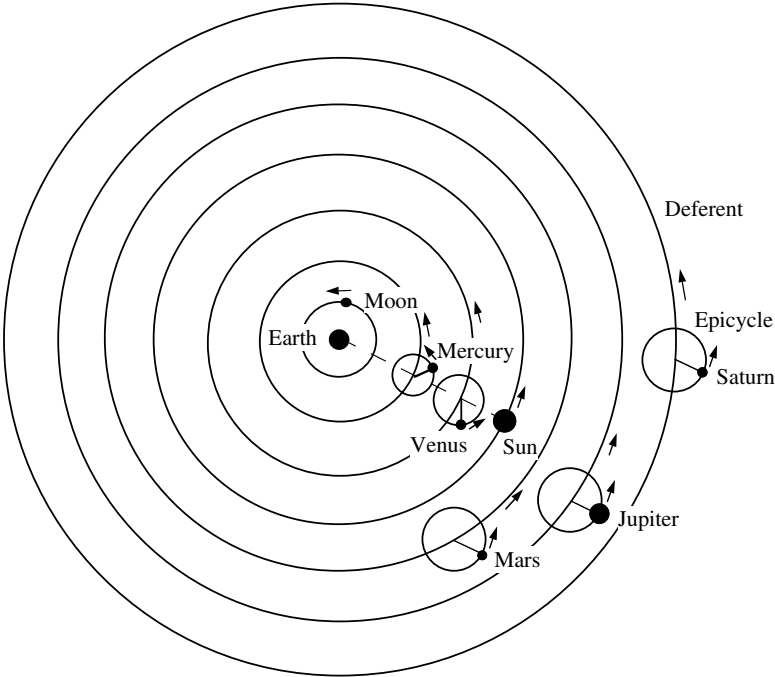 Deferent
Moon
Epicycle
Earth
Mercury
Saturn
Venus
Sun
Jupiter
Mars